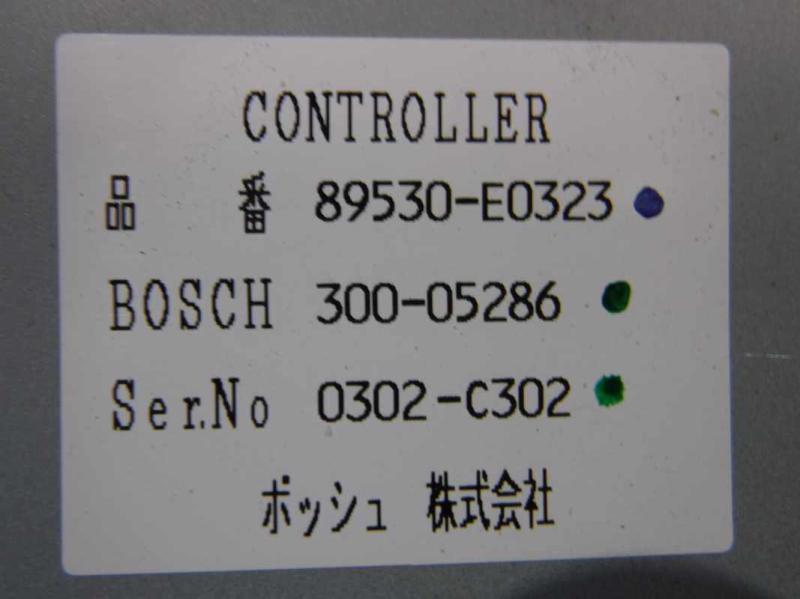 CONTROLLER
品 番 89530-E0323
BOSCH 300-05286
Ser.No 0302-C302
ボッシュ 株式会社